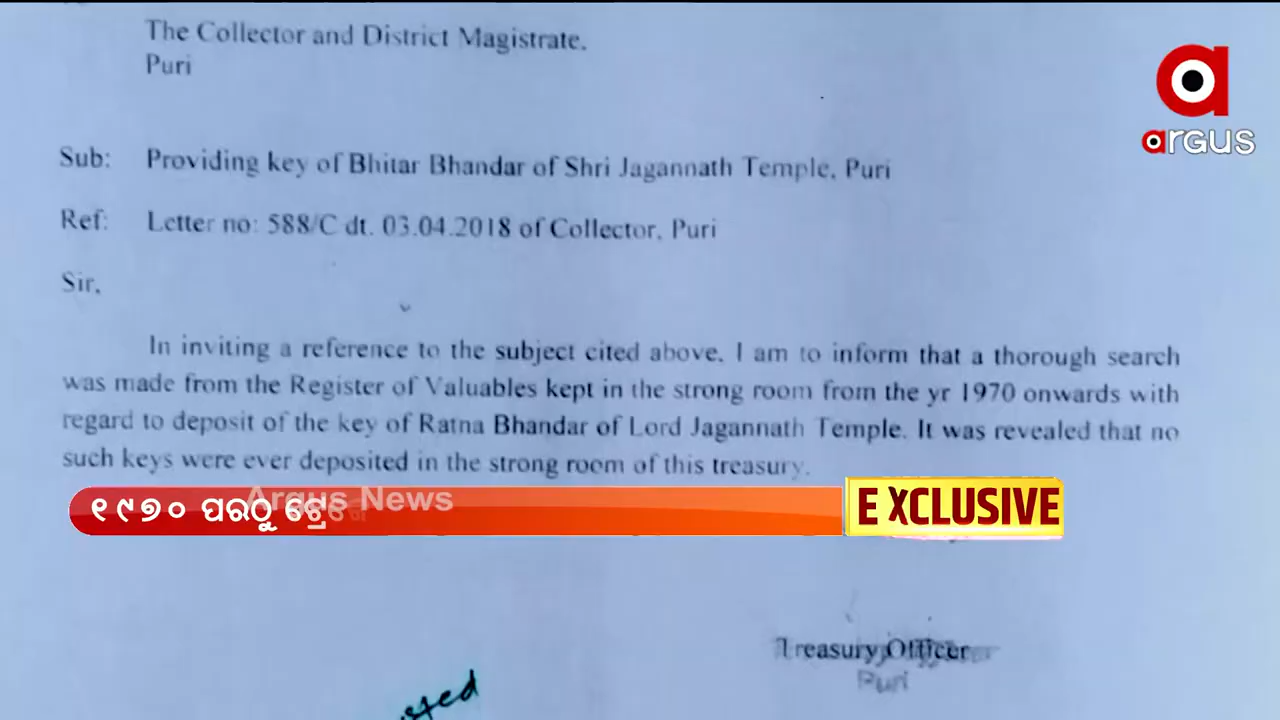 The Collector and District Magistrate,
Puri
argus
Sub: Providing key of Bhitar Bhandar of Shri Jagannath Temple, Puri
Ref: Letter no: 588/C dt. 03.04.2018 of Collector, Puri
Sir,
In inviting a reference to the subject cited above, I am to inform that a thorough search
was made from the Register of Valuables kept in the strong room from the yr 1970 onwards with
regard to deposit of the key of Ratna Bhandar of Lord Jagannath Temple. It was revealed that no
such keys were ever deposited in the strong room of this treasury.
Argus News
୧୯୭୦ ପରଠୁ
EXCLUSIVE
Treasury Officer
Puri